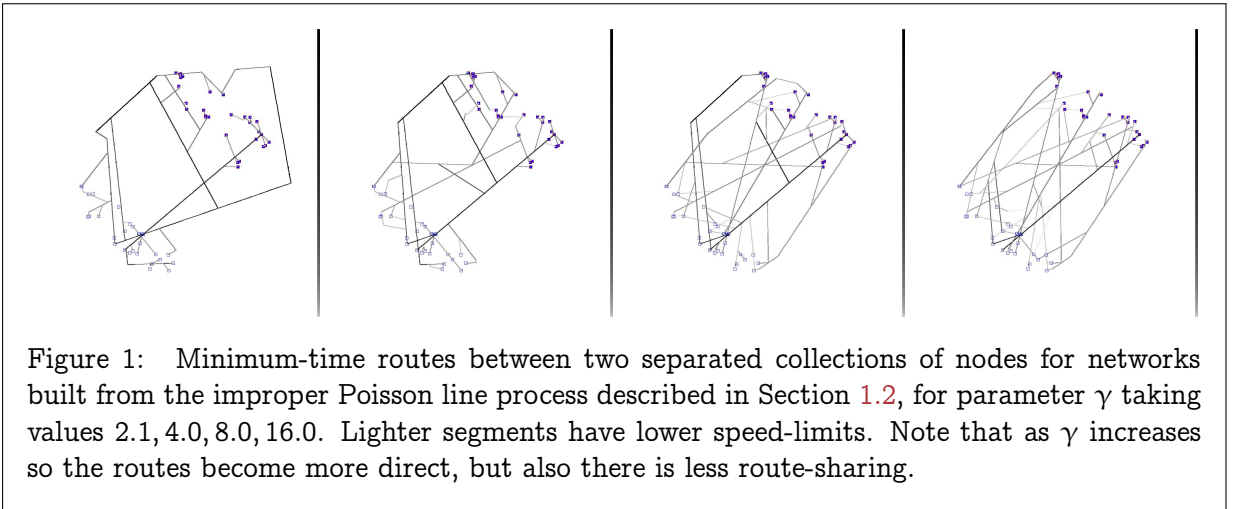 Figure 1: Minimum-time routes between two separated collections of nodes for networks
built from the improper Poisson line process described in Section 1.2, for parameter γ taking
values 2.1, 4.0, 8.0, 16.0. Lighter segments have lower speed-limits. Note that as γ increases
so the routes become more direct, but also there is less route-sharing.